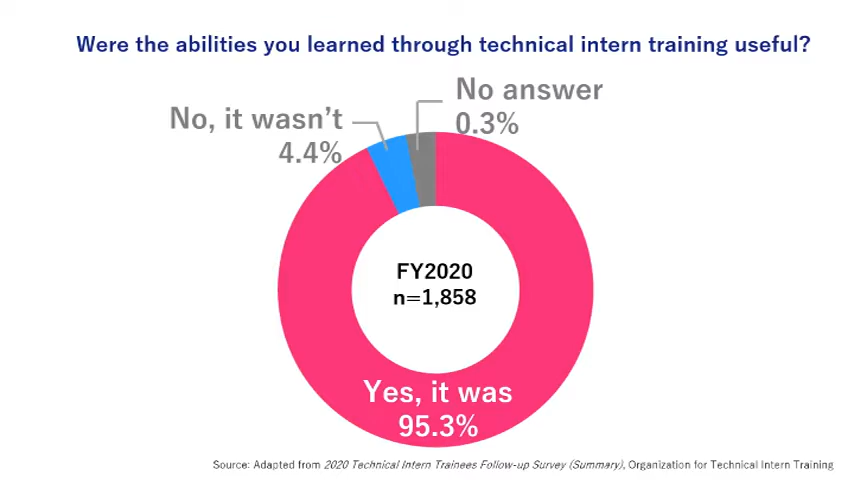 Were the abilities you learned through technical intern training useful?
No answer
0.3%
No, it wasn't
4.4%
FY2020
n=1,858
Yes, it was
95.3%
Source: Adapted from 2020 Technical Intern Trainees Follow-up Survey (Summary), Organization for Technical Intern Training